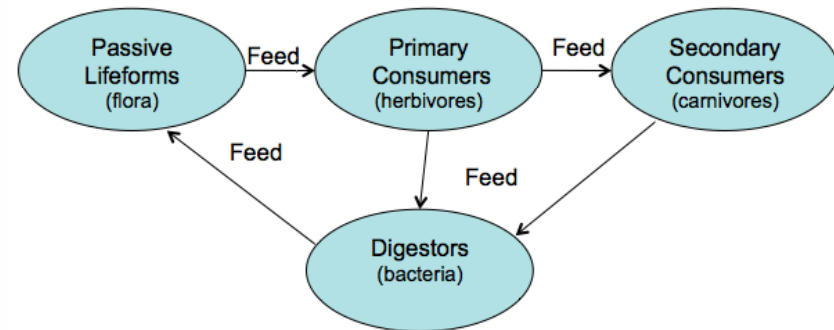 Passive
Lifeforms
(flora)
Feed
Primary
Consumers
(herbivores)
Feed
Secondary
Consumers
(carnivores)
Feed
Feed
Digestors
(bacteria)